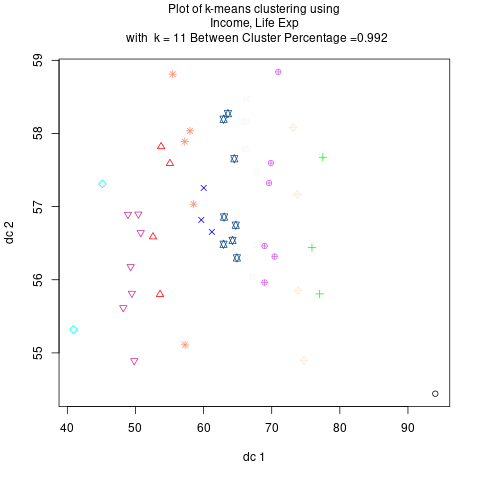 Plot of k-means clustering using
Income, Life Exp
with  k = 11 Between Cluster Percentage =0.992
59
58
57
56
55
dc 2
40 50 60 70 80 90
dc 1